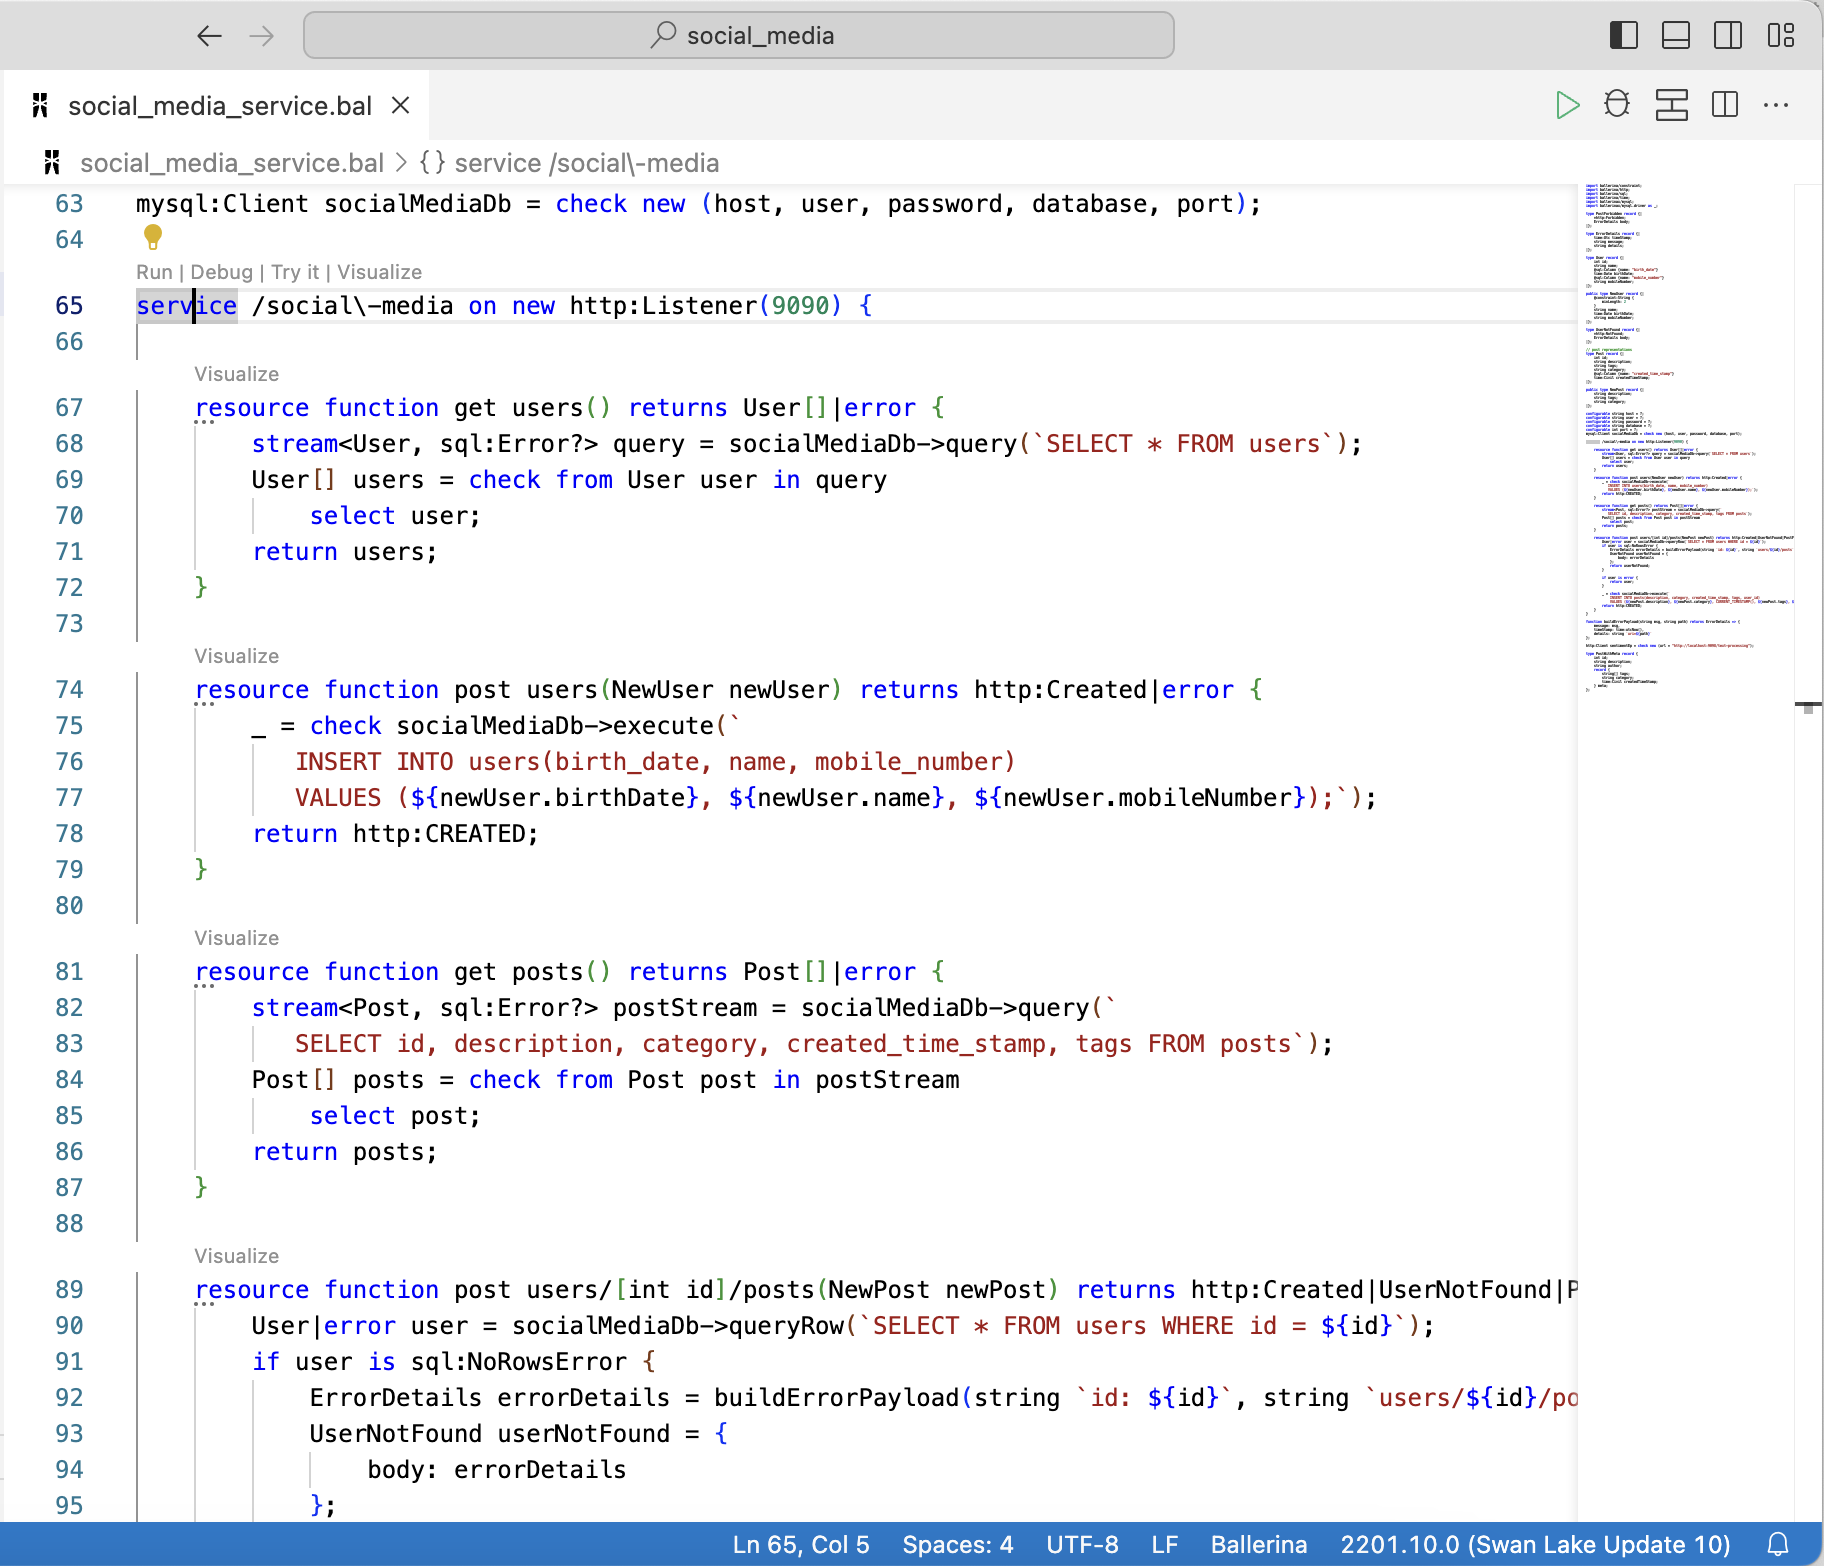 social_media
social_media_service.bal
social_media_service.bal > {} service /social\-media
63 mysql:Client socialMediaDb = check new (host, user, password, database, port);
64
Run | Debug | Try it | Visualize
65 service /social\-media on new http:Listener(9090) {
66
Visualize
67 resource function get users() returns User[]|error {
68 stream<User, sql:Error?> query = socialMediaDb->query(`SELECT * FROM users`);
69 User[] users = check from User user in query
70 select user;
71 return users;
72 }
73
Visualize
74 resource function post users(NewUser newUser) returns http:Created|error {
75 _ = check socialMediaDb->execute(`
76 INSERT INTO users(birth_date, name, mobile_number)
77 VALUES (${newUser.birthDate}, ${newUser.name}, ${newUser.mobileNumber});`);
78 return http:CREATED;
79 }
80
Visualize
81 resource function get posts() returns Post[]|error {
82 stream<Post, sql:Error?> postStream = socialMediaDb->query(`
83 SELECT id, description, category, created_time_stamp, tags FROM posts`);
84 Post[] posts = check from Post post in postStream
85 select post;
86 return posts;
87 }
88
Visualize
89 resource function post users/[int id]/posts(NewPost newPost) returns http:Created|UserNotFound|P
90 User|error user = socialMediaDb->queryRow(`SELECT * FROM users WHERE id = ${id}`);
91 if user is sql:NoRowsError {
92 ErrorDetails errorDetails = buildErrorPayload(string `id: ${id}`, string `users/${id}/po
93 UserNotFound userNotFound = {
94 body: errorDetails
95 };
Ln 65, Col 5 Spaces: 4 UTF-8 LF Ballerina 2201.10.0 (Swan Lake Update 10)